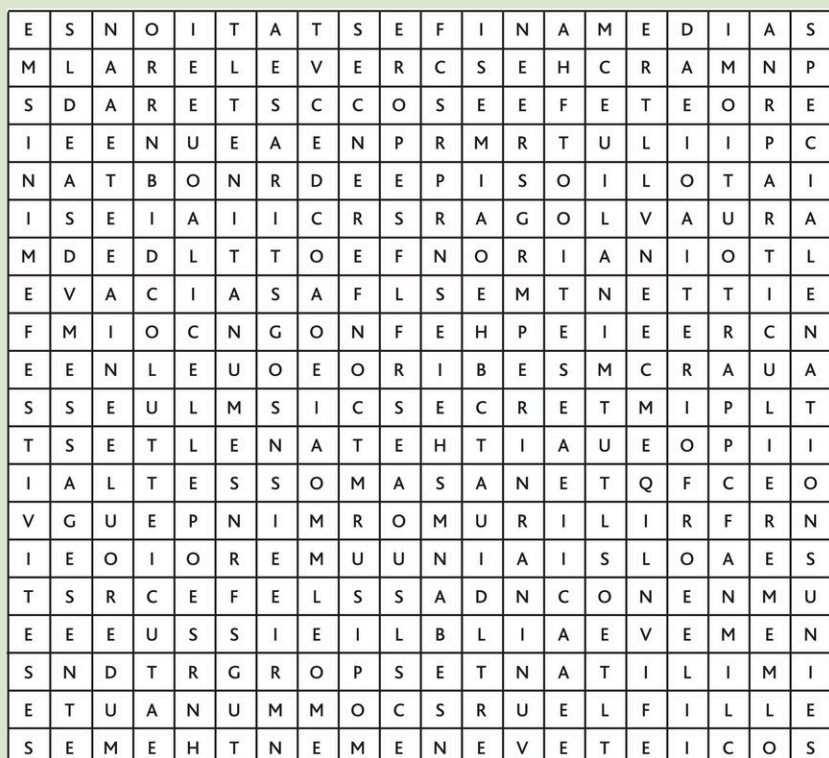 E S N O I T A T S E F I N A M E D I A S
M L A R E L E V E R C S E H C R A M N P
S D A R E T S C C O S E E F E T E O R E
I E E N U E A E N P R M R T U L I I P C
N A T B O N R D E E P I S O I L O T A I
I S E I A I I C R S R A G O L V A U R A
M D E D L T T O E F N O R I A N I O T L
E V A C I A S A F L S E M T N E T T I E
F M I O C N G O N F E H P E I E E R C N
E E N L E U O E O R I B E S M C R A U A
S S E U L M S I C S E C R E T M I P L T
T S E T L E N A T E H T I A U E O P I I
I A L T E S S O M A S A N E T Q F C E O
V G U E P N I M R O M U R I L I R F R N
I E O I O R E M U U N I A I S L O A E S
T S R C E F E L S S A D N C O N E N M U
E E E U S S I E I L B L I A E V E M E N
S N D T R G R O P S E T N A T I L I M I
E T U A N U M M O C S R U E L F I L L E
S E M E H T N E M E N E V E T E I C O S